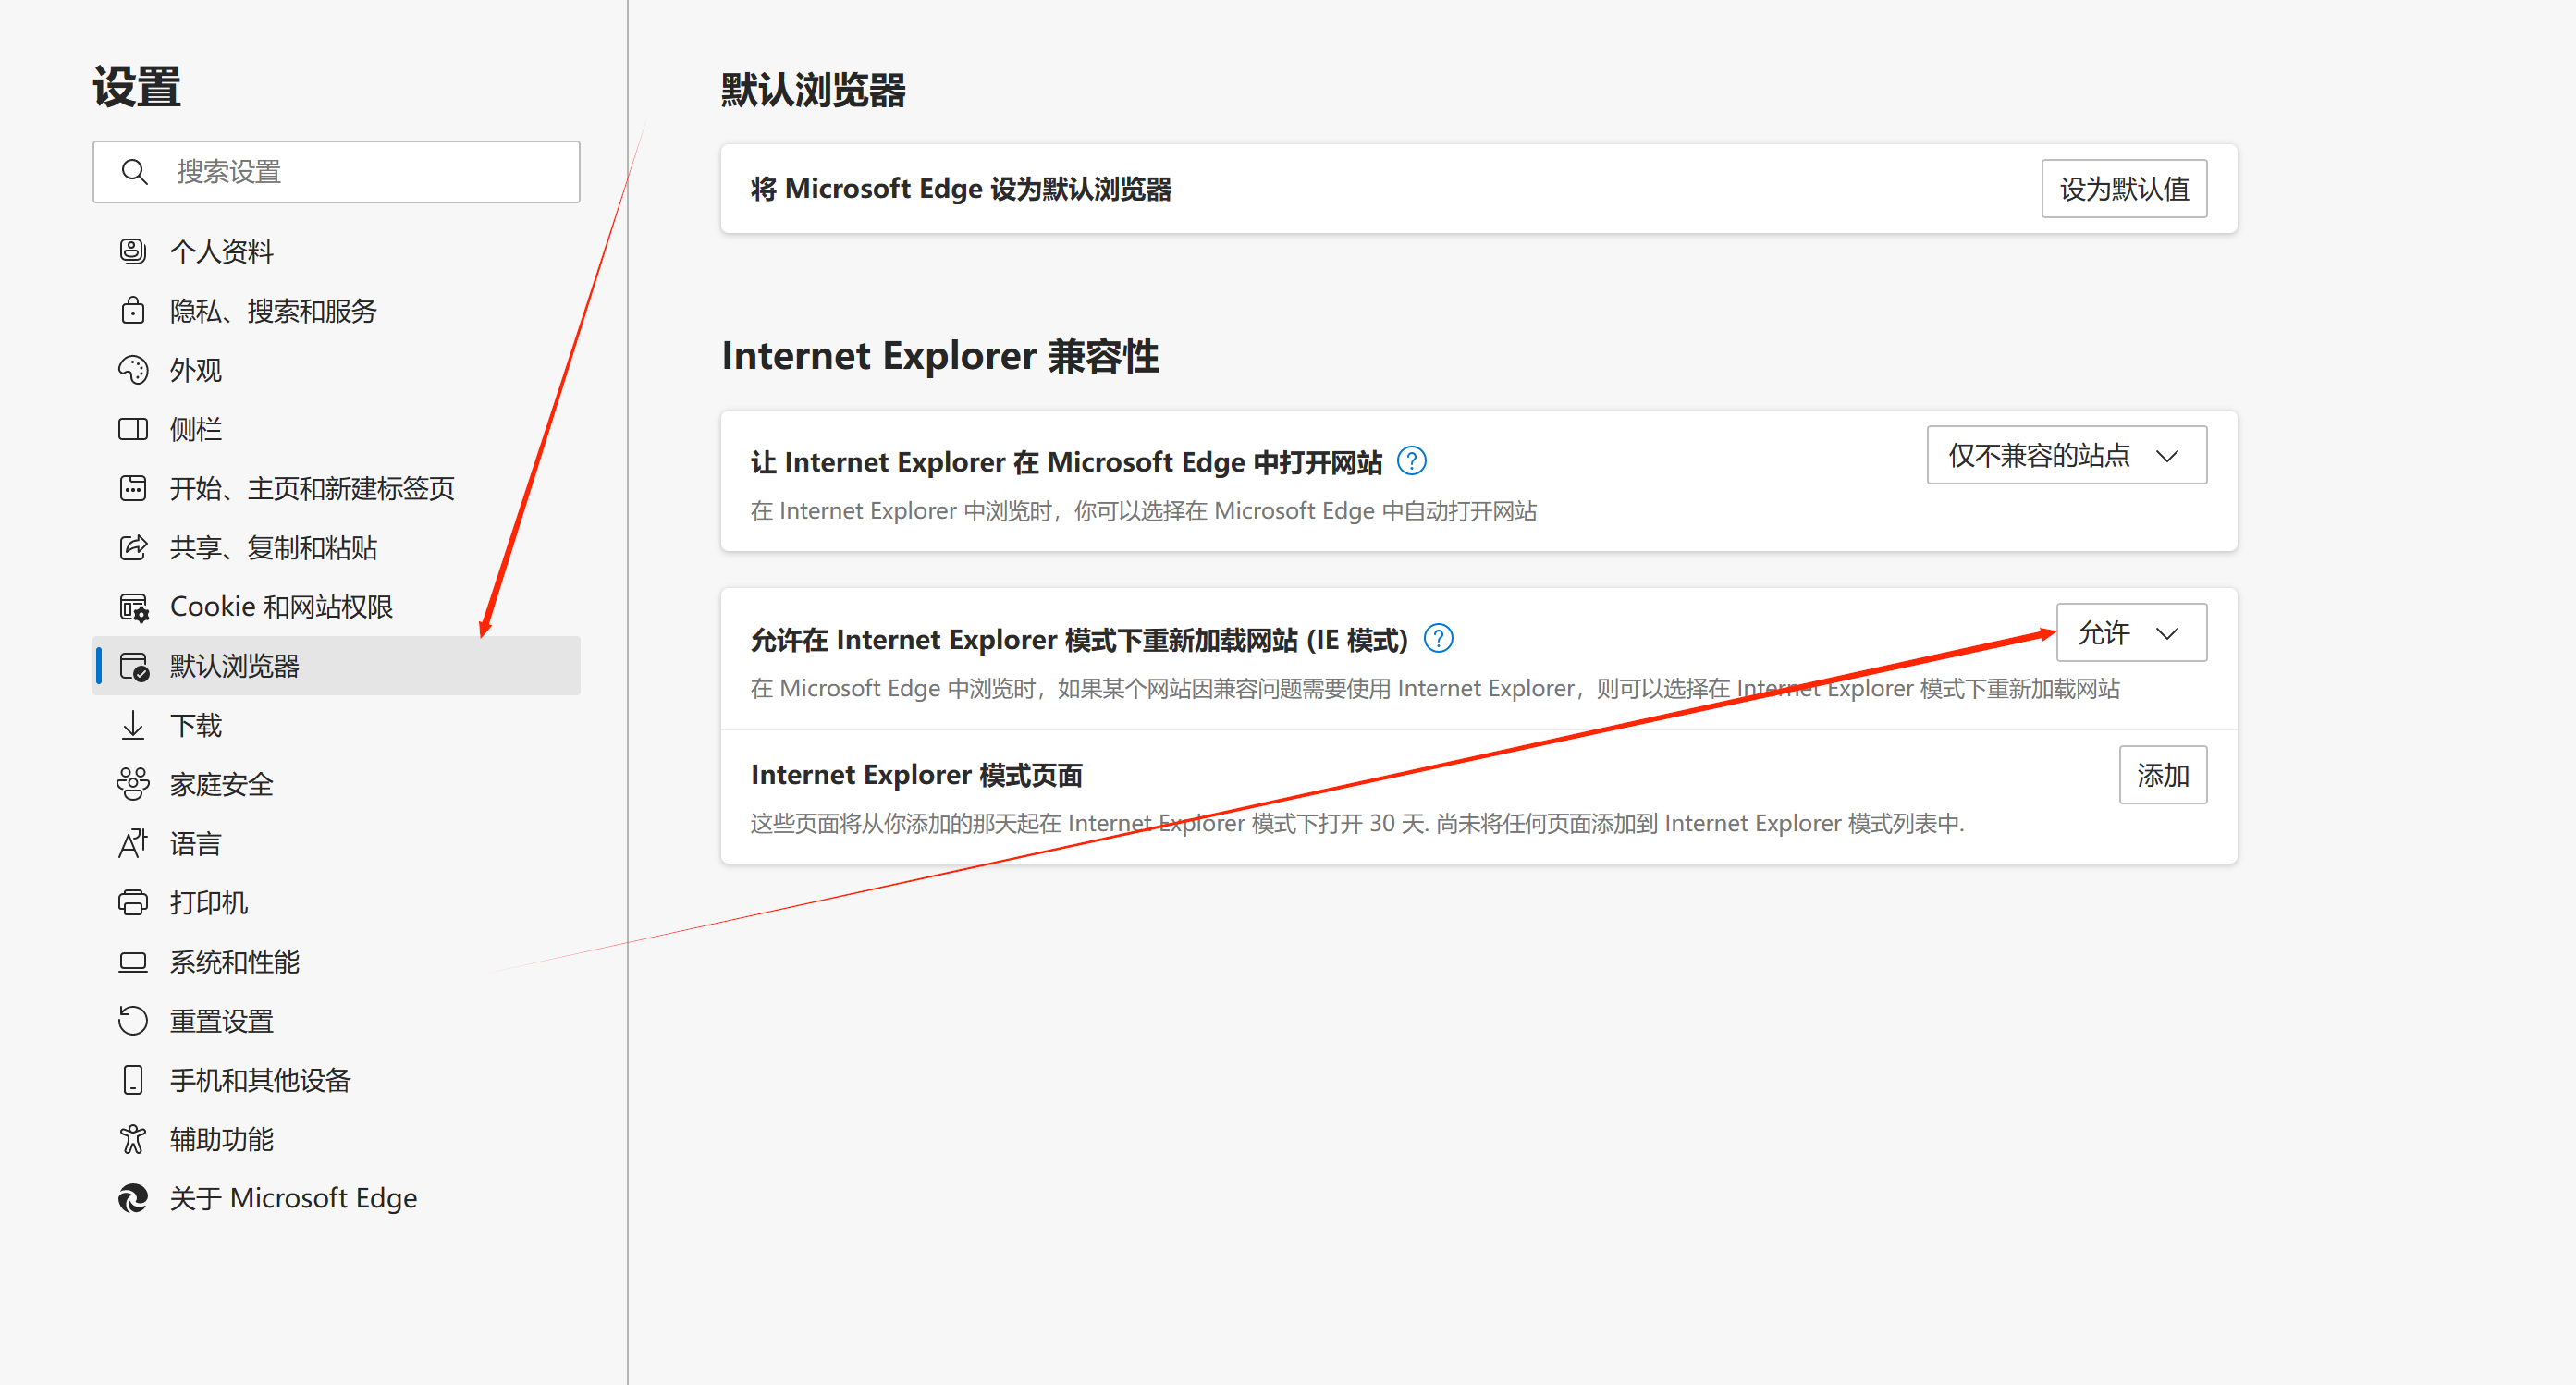 设置
搜索设置
个人资料
隐私、搜索和服务
外观
侧栏
开始、主页和新建标签页
共享、复制和粘贴
Cookie 和网站权限
默认浏览器
下载
家庭安全
语言
打印机
系统和性能
重置设置
手机和其他设备
辅助功能
关于 Microsoft Edge
默认浏览器
将 Microsoft Edge 设为默认浏览器
设为默认值
Internet Explorer 兼容性
让 Internet Explorer 在 Microsoft Edge 中打开网站
仅不兼容的站点
在 Internet Explorer 中浏览时，你可以选择在 Microsoft Edge 中自动打开网站
允许在 Internet Explorer 模式下重新加载网站 (IE 模式)
允许
在 Microsoft Edge 中浏览时，如果某个网站因兼容问题需要使用 Internet Explorer，则可以选择在 Internet Explorer 模式下重新加载网站
Internet Explorer 模式页面
添加
这些页面将从你添加的那天起在 Internet Explorer 模式下打开 30 天. 尚未将任何页面添加到 Internet Explorer 模式列表中.